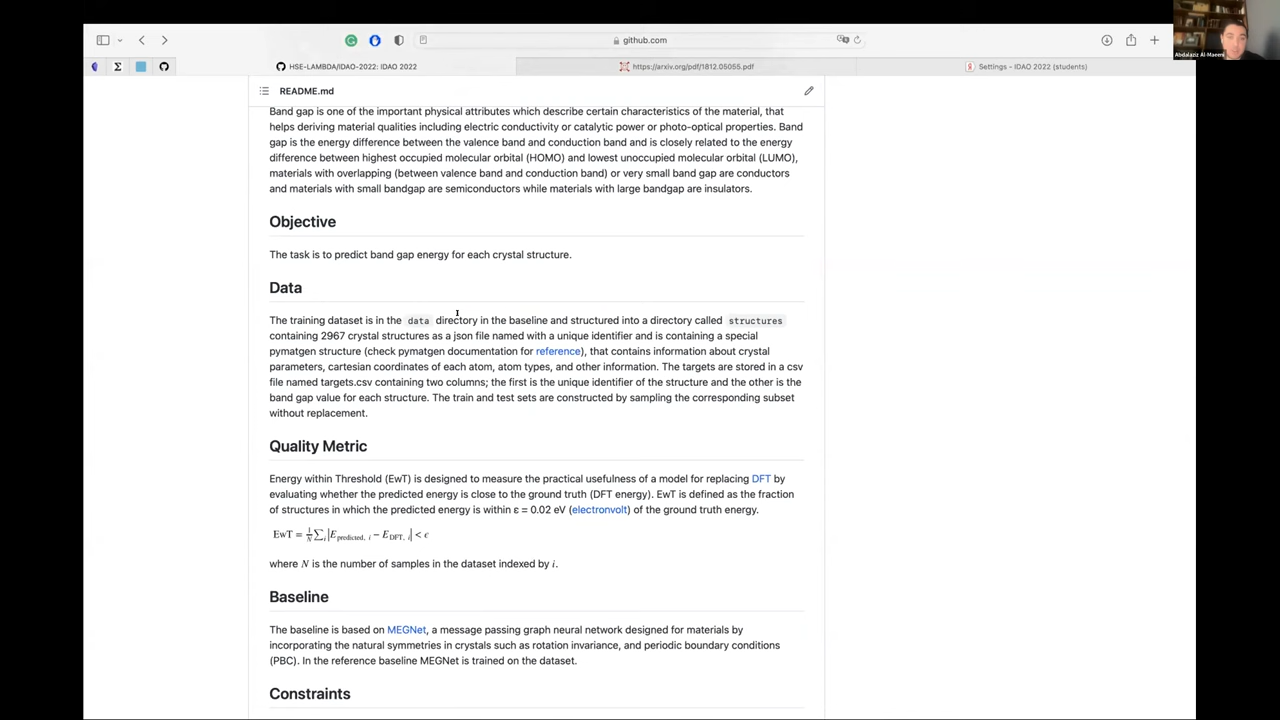 github.com
HSE-LAMBDA/IDAO-2022: IDAO 2022
https://arxiv.org/pdf/1812.05055.pdf
Settings - IDAO 2022 (students)
Abdalaziz Al-Maeeni
README.md
Band gap is one of the important physical attributes which describe certain characteristics of the material, that
helps deriving material qualities including electric conductivity or catalytic power or photo-optical properties. Band
gap is the energy difference between the valence band and conduction band and is closely related to the energy
difference between highest occupied molecular orbital (HOMO) and lowest unoccupied molecular orbital (LUMO),
materials with overlapping (between valence band and conduction band) or very small band gap are conductors
and materials with small bandgap are semiconductors while materials with large bandgap are insulators.
Objective
The task is to predict band gap energy for each crystal structure.
Data
The training dataset is in the data directory in the baseline and structured into a directory called structures
containing 2967 crystal structures as a json file named with a unique identifier and is containing a special
pymatgen structure (check pymatgen documentation for reference), that contains information about crystal
parameters, cartesian coordinates of each atom, atom types, and other information. The targets are stored in a csv
file named targets.csv containing two columns; the first is the unique identifier of the structure and the other is the
band gap value for each structure. The train and test sets are constructed by sampling the corresponding subset
without replacement.
Quality Metric
Energy within Threshold (EwT) is designed to measure the practical usefulness of a model for replacing DFT by
evaluating whether the predicted energy is close to the ground truth (DFT energy). EwT is defined as the fraction
of structures in which the predicted energy is within ε = 0.02 eV (electronvolt) of the ground truth energy.
EwT = 1/N ∑i |Epredicted, i − EDFT, i| < ϵ
where N is the number of samples in the dataset indexed by i.
Baseline
The baseline is based on MEGNet, a message passing graph neural network designed for materials by
incorporating the natural symmetries in crystals such as rotation invariance, and periodic boundary conditions
(PBC). In the reference baseline MEGNet is trained on the dataset.
Constraints